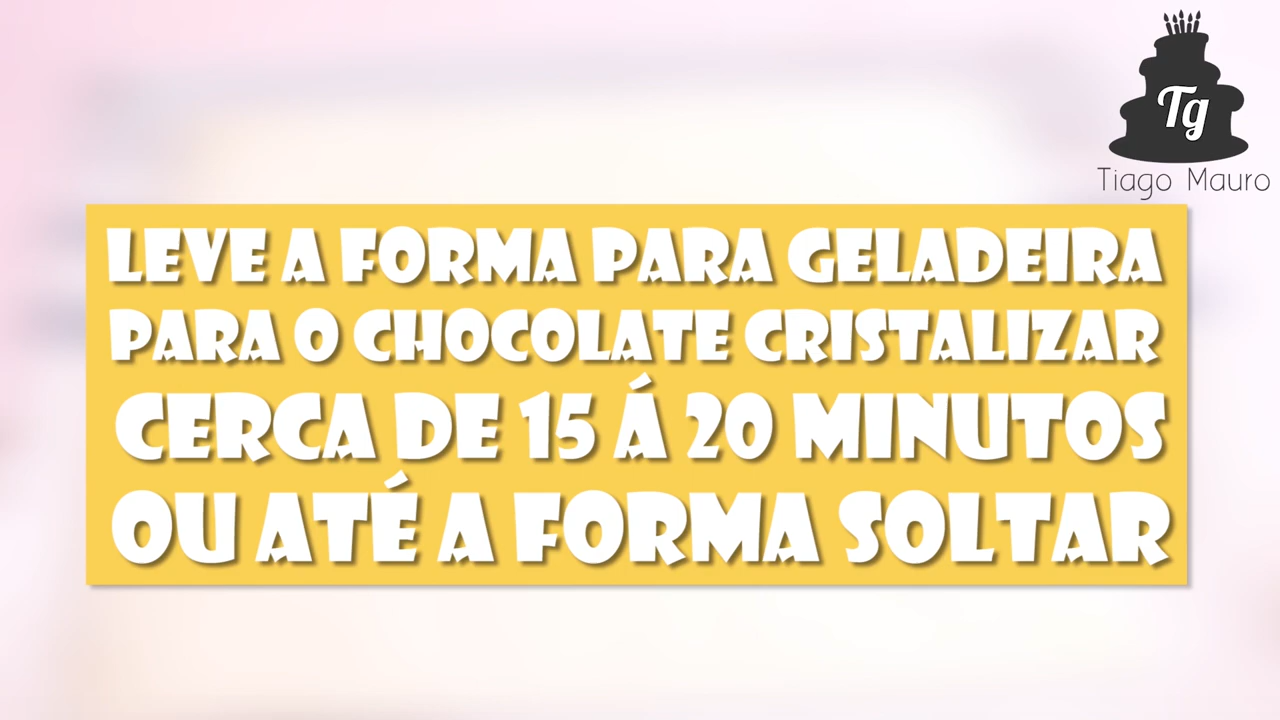 Tg
Tiago Mauro
LEVE A FORMA PARA GELADEIRA
PARA O CHOCOLATE CRISTALIZAR
CERCA DE 15 Á 20 MINUTOS
OU ATÉ A FORMA SOLTAR